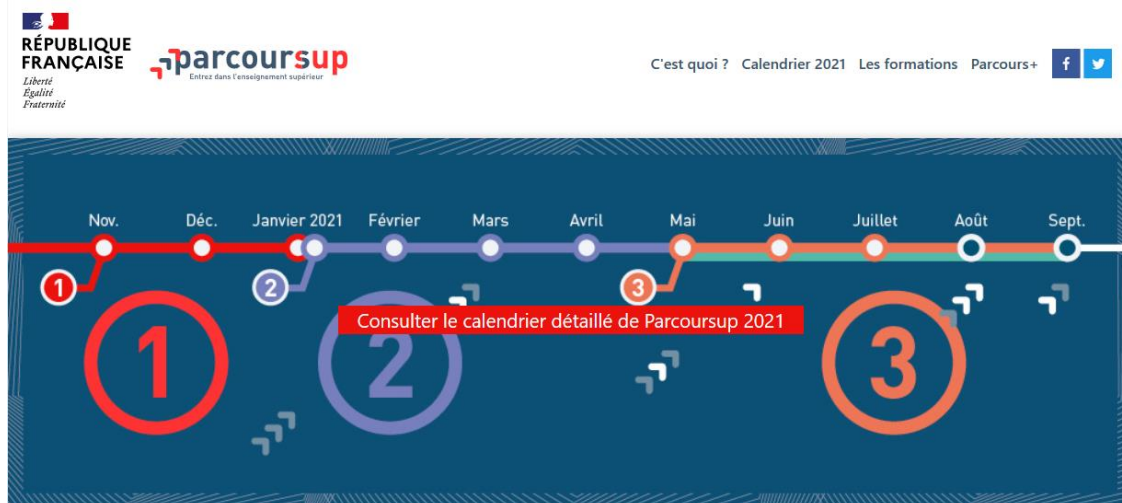 RÉPUBLIQUE
FRANÇAISE
Liberté
Égalité
Fraternité
parcoursup
Entrez dans l'enseignement supérieur
C'est quoi ? Calendrier 2021 Les formations Parcours+ f
Nov. Déc. Janvier 2021 Février Mars Avril Mai Juin Juillet Août Sept.
1 2 3
Consulter le calendrier détaillé de Parcoursup 2021
1 2 3